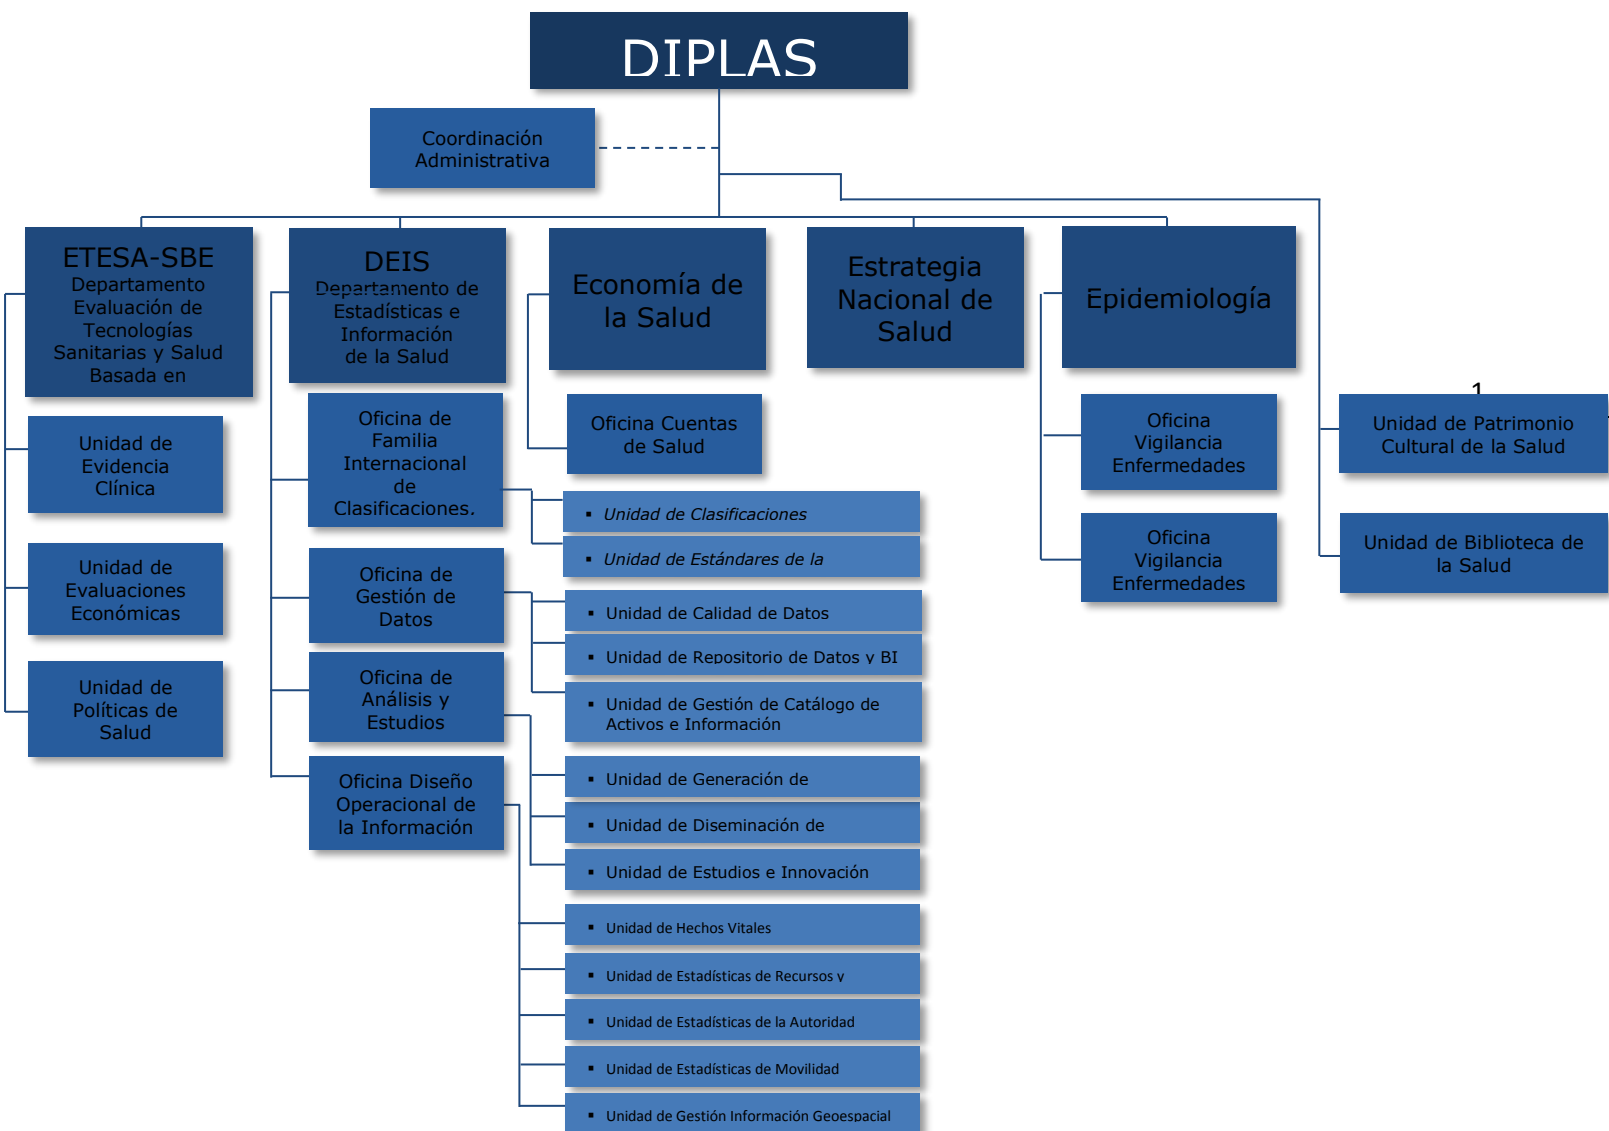 DIPLAS
Coordinación
Administrativa
ETESA-SBE
Departamento
Evaluación de
Tecnologías
Sanitarias y Salud
Basada en
DEIS
Departamento de
Estadísticas e
Información
de la Salud
Economía de
la Salud
Estrategia
Nacional de
Salud
Epidemiología
1
Unidad de
Evidencia
Clínica
Unidad de
Evaluaciones
Económicas
Unidad de
Políticas de
Salud
Oficina de
Familia
Internacional
de
Clasificaciones.
Oficina de
Gestión de
Datos
Oficina de
Análisis y
Estudios
Oficina Diseño
Operacional de
la Información
Oficina Cuentas
de Salud
▪ Unidad de Clasificaciones
▪ Unidad de Estándares de la
▪ Unidad de Calidad de Datos
▪ Unidad de Repositorio de Datos y BI
▪ Unidad de Gestión de Catálogo de
Activos e Información
▪ Unidad de Generación de
▪ Unidad de Diseminación de
▪ Unidad de Estudios e Innovación
▪ Unidad de Hechos Vitales
▪ Unidad de Estadísticas de Recursos y
▪ Unidad de Estadísticas de la Autoridad
▪ Unidad de Estadísticas de Movilidad
▪ Unidad de Gestión Información Geoespacial
Oficina
Vigilancia
Enfermedades
Oficina
Vigilancia
Enfermedades
Unidad de Patrimonio
Cultural de la Salud
Unidad de Biblioteca de
la Salud